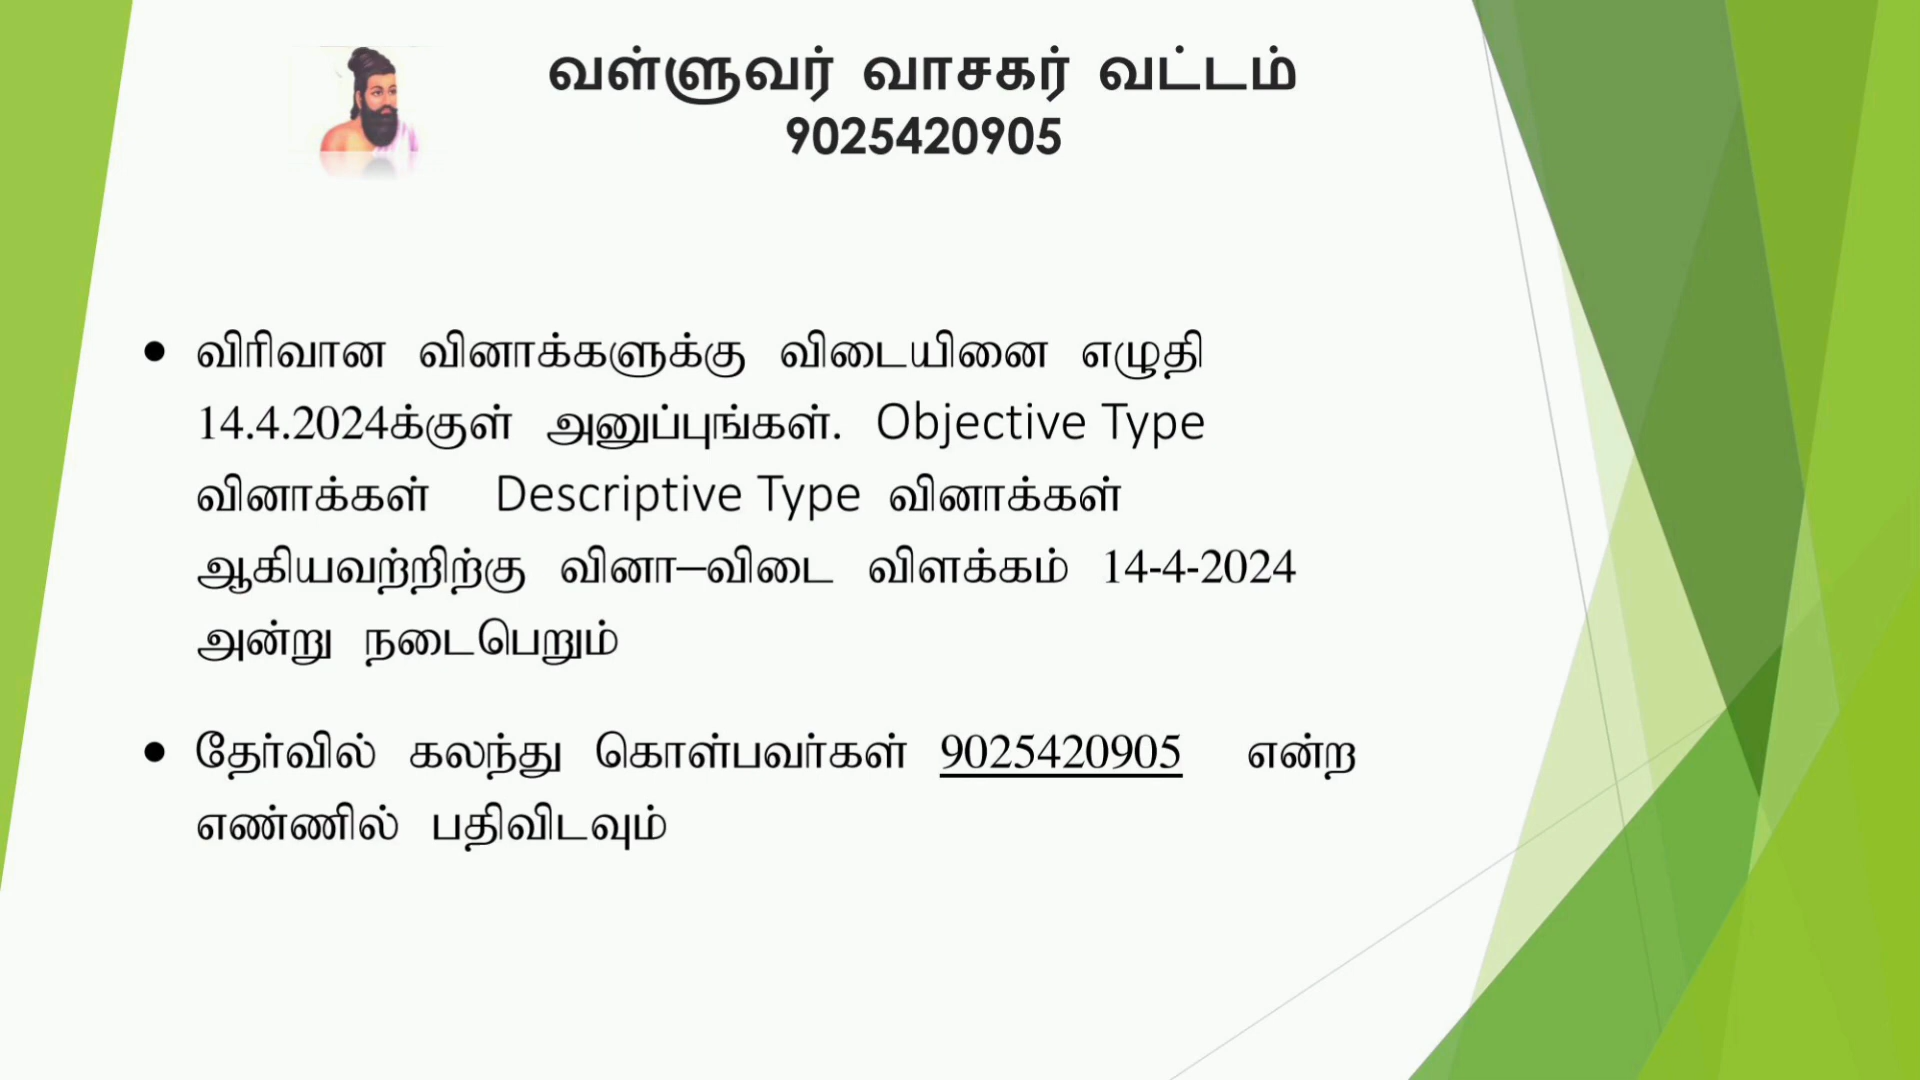 வள்ளுவர் வாசகர் வட்டம்
9025420905
• விரிவான வினாக்களுக்கு விடையினை எழுதி
14.4.2024க்குள் அனுப்புங்கள். Objective Type
வினாக்கள் Descriptive Type வினாக்கள்
ஆகியவற்றிற்கு வினா–விடை விளக்கம் 14-4-2024
அன்று நடைபெறும்
• தேர்வில் கலந்து கொள்பவர்கள் 9025420905 என்ற
எண்ணில் பதிவிடவும்